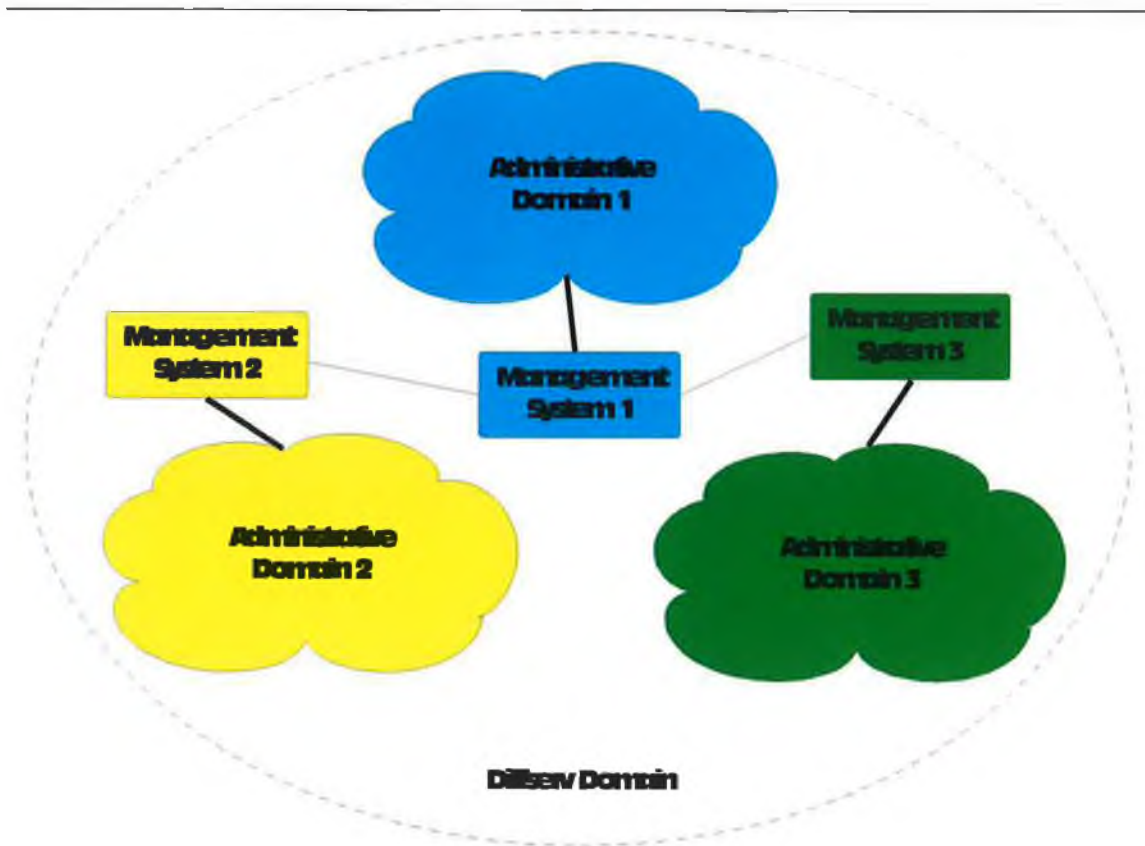 Administrative
Domain 1
Management
System 2
Management
System 1
Management
System 3
Administrative
Domain 2
Administrative
Domain 3
Diffserv Domain